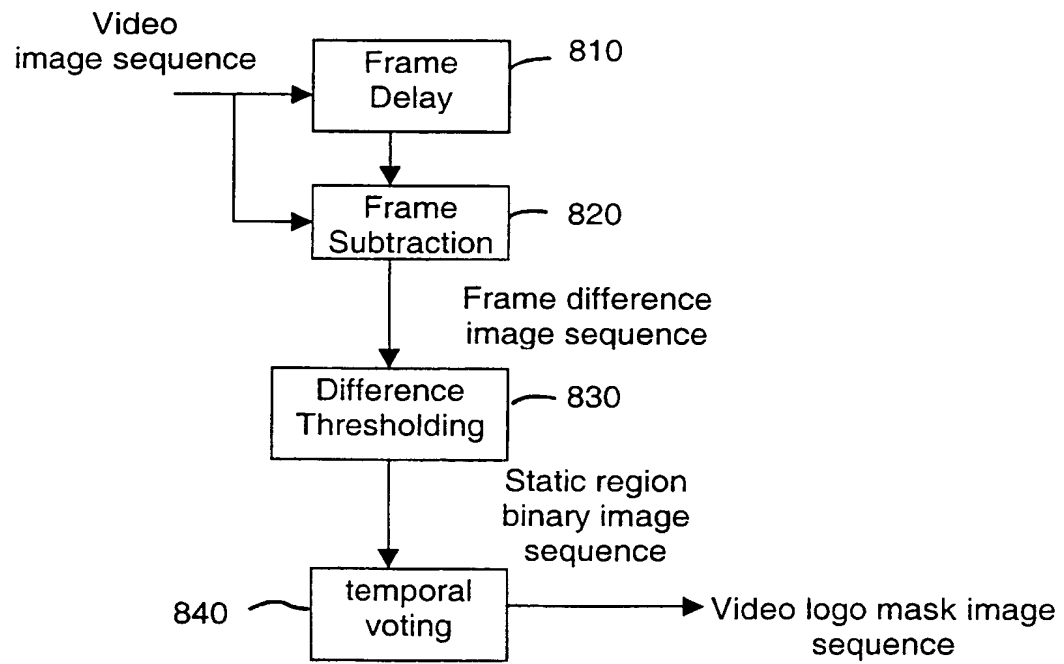 Video
image sequence
Frame
Delay
810
Frame
Subtraction
820
Frame difference
image sequence
Difference
Thresholding
830
Static region
binary image
sequence
temporal
voting
840
Video logo mask image
sequence